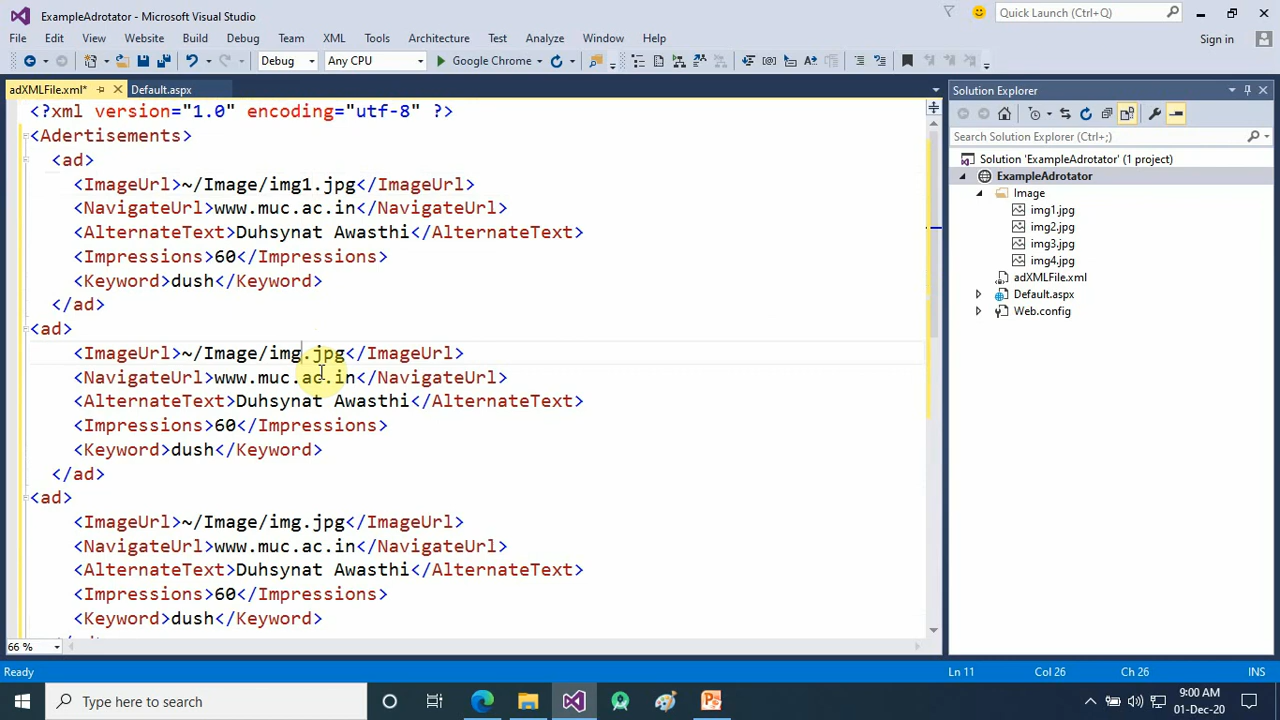 ExampleAdrotator - Microsoft Visual Studio
Quick Launch (Ctrl+Q)
File Edit View Website Build Debug Team XML Tools Architecture Test Analyze Window Help
Sign in
Debug Any CPU Google Chrome
adXMLFile.xml* Default.aspx
<?xml version="1.0" encoding="utf-8" ?>
<Adertisements>
<ad>
<ImageUrl>~/Image/img1.jpg</ImageUrl>
<NavigateUrl>www.muc.ac.in</NavigateUrl>
<AlternateText>Duhsynat Awasthi</AlternateText>
<Impressions>60</Impressions>
<Keyword>dush</Keyword>
</ad>
<ad>
<ImageUrl>~/Image/img.jpg</ImageUrl>
<NavigateUrl>www.muc.ac.in</NavigateUrl>
<AlternateText>Duhsynat Awasthi</AlternateText>
<Impressions>60</Impressions>
<Keyword>dush</Keyword>
</ad>
<ad>
<ImageUrl>~/Image/img.jpg</ImageUrl>
<NavigateUrl>www.muc.ac.in</NavigateUrl>
<AlternateText>Duhsynat Awasthi</AlternateText>
<Impressions>60</Impressions>
<Keyword>dush</Keyword>
66 %
Solution Explorer
Search Solution Explorer (Ctrl+;)
Solution 'ExampleAdrotator' (1 project)
ExampleAdrotator
Image
img1.jpg
img2.jpg
img3.jpg
img4.jpg
adXMLFile.xml
Default.aspx
Web.config
Ready Ln 11 Col 26 Ch 26 INS
Type here to search
9:00 AM
01-Dec-20